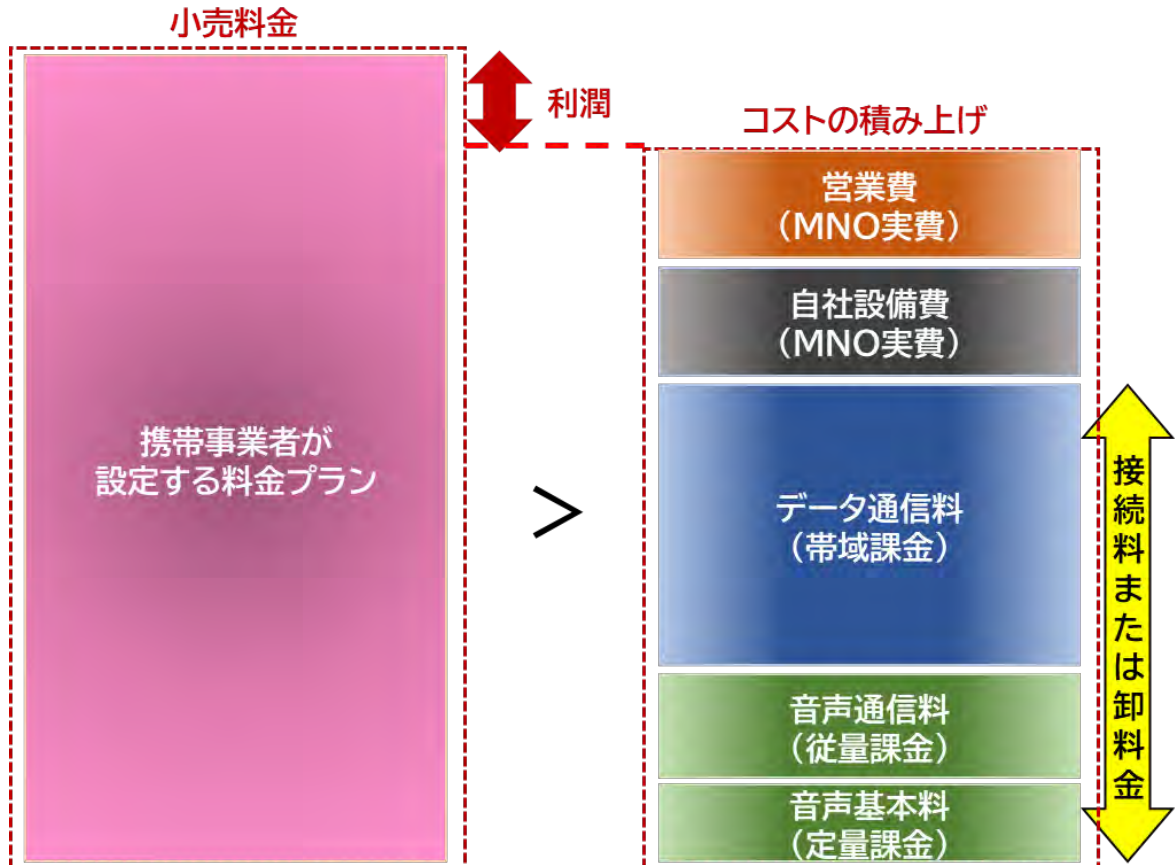 小売料金
利潤
コストの積み上げ
営業費
（MNO実費）
自社設備費
（MNO実費）
携帯事業者が
設定する料金プラン
＞
データ通信料
（帯域課金）
接続料または卸料金
音声通信料
（従量課金）
音声基本料
（定量課金）